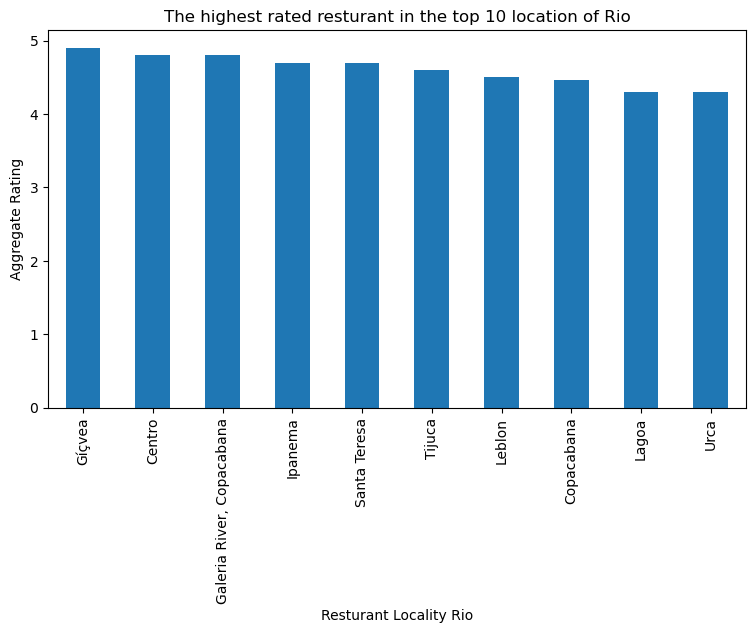 The highest rated resturant in the top 10 location of Rio
Aggregate Rating
5
4
3
2
1
0
Giçvea
Centro
Galeria River, Copacabana
Ipanema
Santa Teresa
Tijuca
Leblon
Copacabana
Lagoa
Urca
Resturant Locality Rio